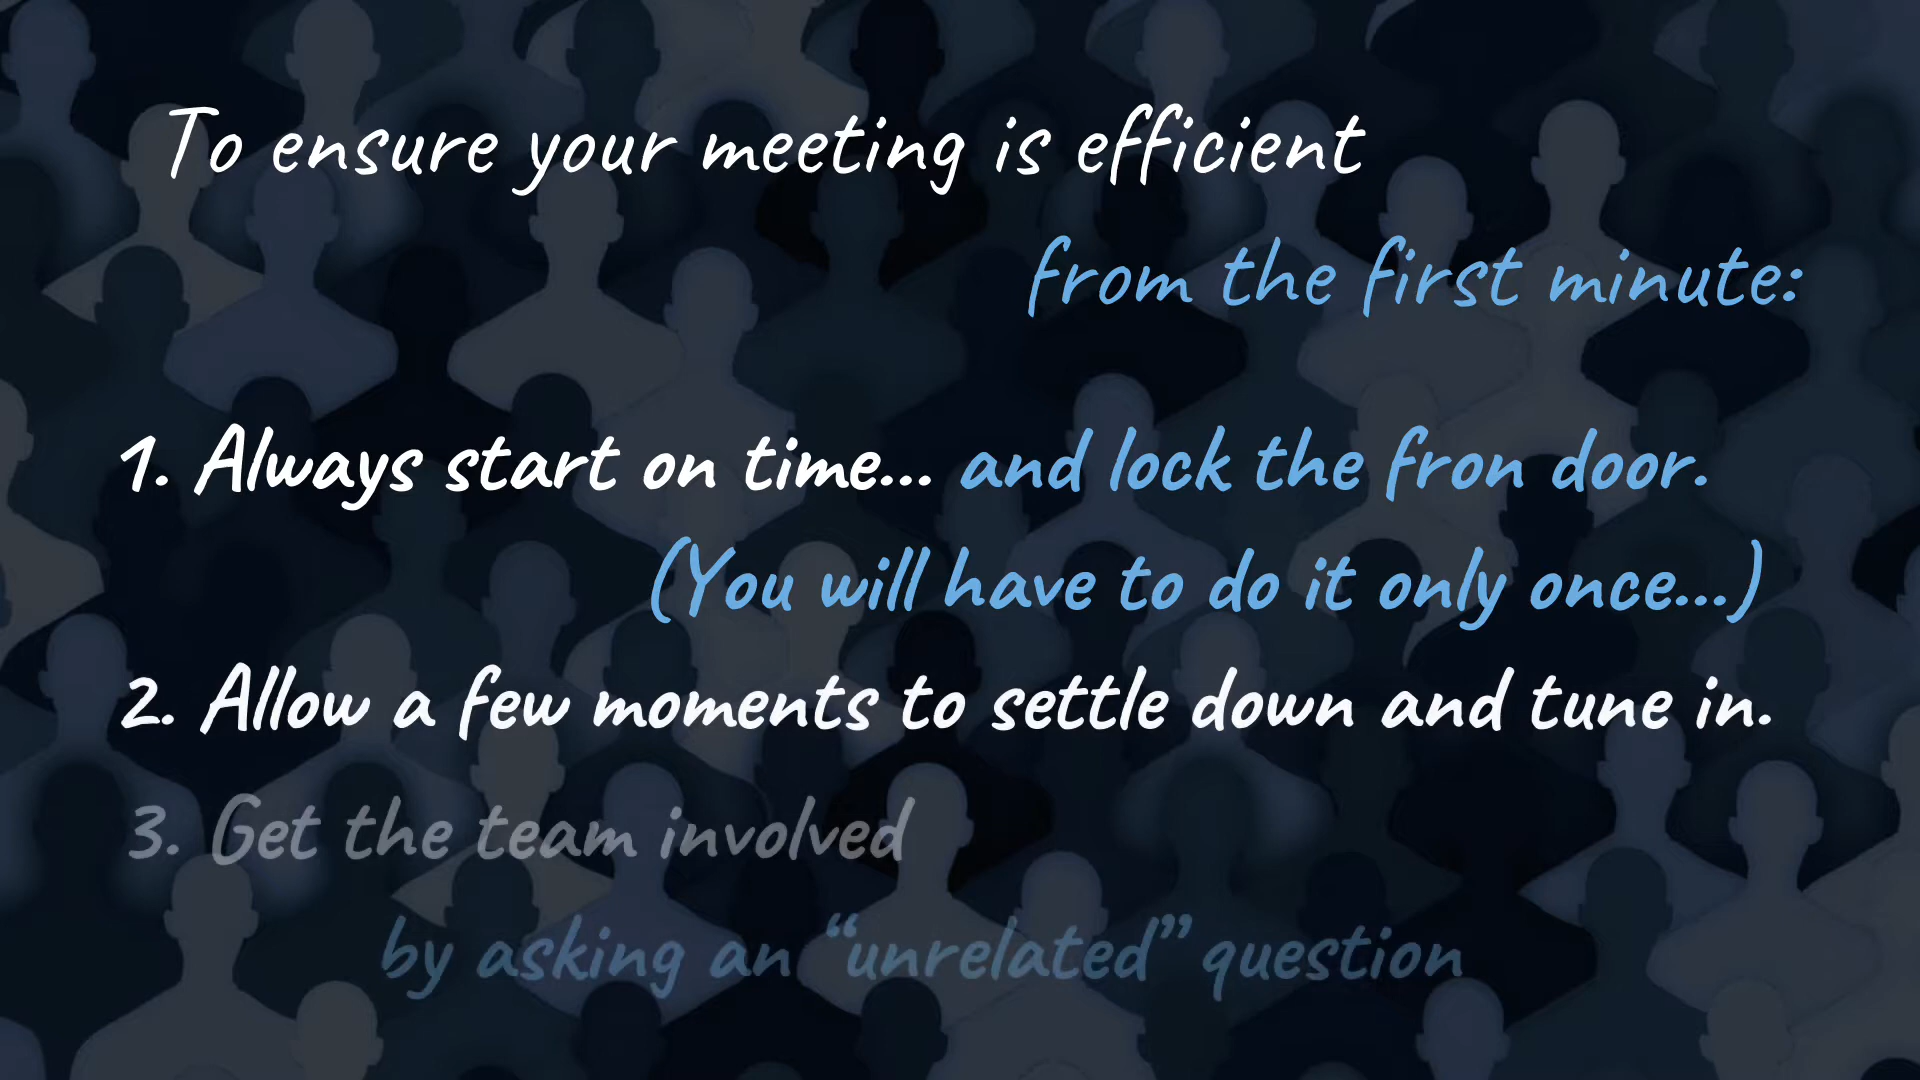 To ensure your meeting is efficient
from the first minute:
1. Always start on time... and lock the fron door.
(You will have to do it only once...)
2. Allow a few moments to settle down and tune in.
3. Get the team involved
by asking an “unrelated” question